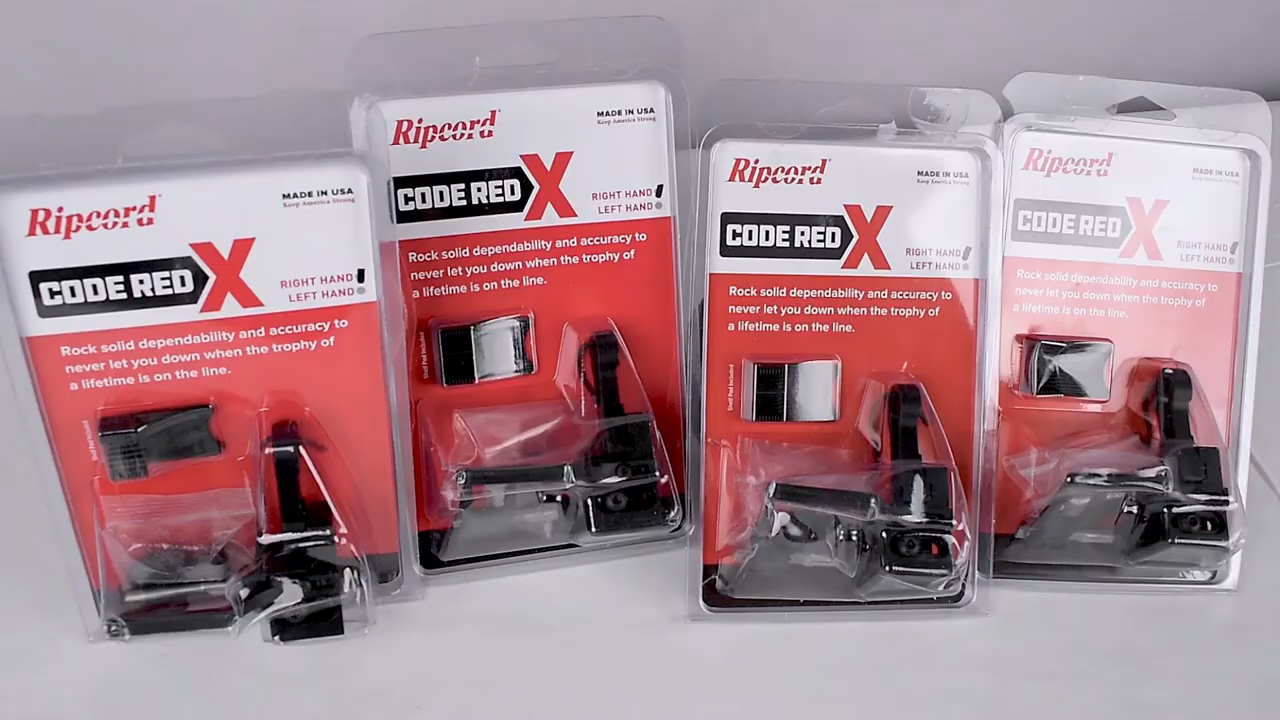 Ripcord
MADE IN USA
Keep America Strong
CODE RED X
RIGHT HAND
LEFT HAND
Rock solid dependability and accuracy to
never let you down when the trophy of
a lifetime is on the line.
Shelf Pod Included
Ripcord
MADE IN USA
Keep America Strong
CODE RED X
RIGHT HAND
LEFT HAND
Rock solid dependability and accuracy to
never let you down when the trophy of
a lifetime is on the line.
Ripcord
MADE IN USA
Keep America Strong
CODE RED X
RIGHT HAND
LEFT HAND
Rock solid dependability and accuracy to
never let you down when the trophy of
a lifetime is on the line.
Ripcord
MADE IN USA
Keep America Strong
CODE RED X
RIGHT HAND
LEFT HAND
Rock solid dependability and accuracy to
never let you down when the trophy of
a lifetime is on the line.